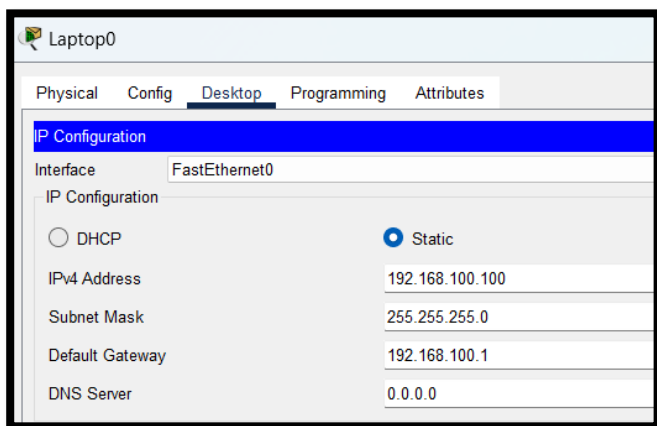 Laptop0
Physical Config Desktop Programming Attributes
IP Configuration
Interface FastEthernet0
IP Configuration
DHCP Static
IPv4 Address 192.168.100.100
Subnet Mask 255.255.255.0
Default Gateway 192.168.100.1
DNS Server 0.0.0.0